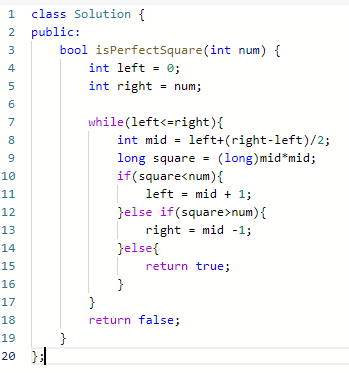 1 class Solution {
2 public:
3     bool isPerfectSquare(int num) {
4         int left = 0;
5         int right = num;
6
7         while(left<=right){
8             int mid = left+(right-left)/2;
9             long square = (long)mid*mid;
10             if(square<num){
11                 left = mid + 1;
12             }else if(square>num){
13                 right = mid -1;
14             }else{
15                 return true;
16             }
17         }
18         return false;
19     }
20 };